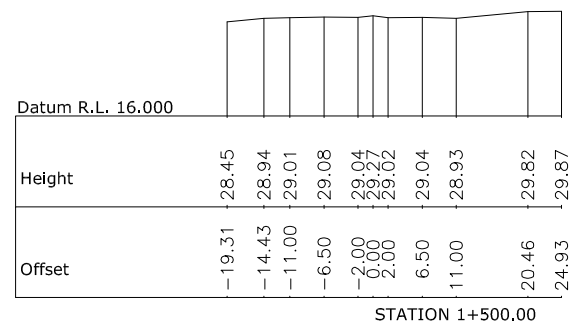 Datum R.L. 16.000
Height 28.45 28.94 29.01 29.08 29.04 29.27 29.02 29.04 28.93 29.82 29.87
Offset -19.31 -14.43 -11.00 -6.50 -2.00 0.00 2.00 6.50 11.00 20.46 24.93
STATION 1+500.00